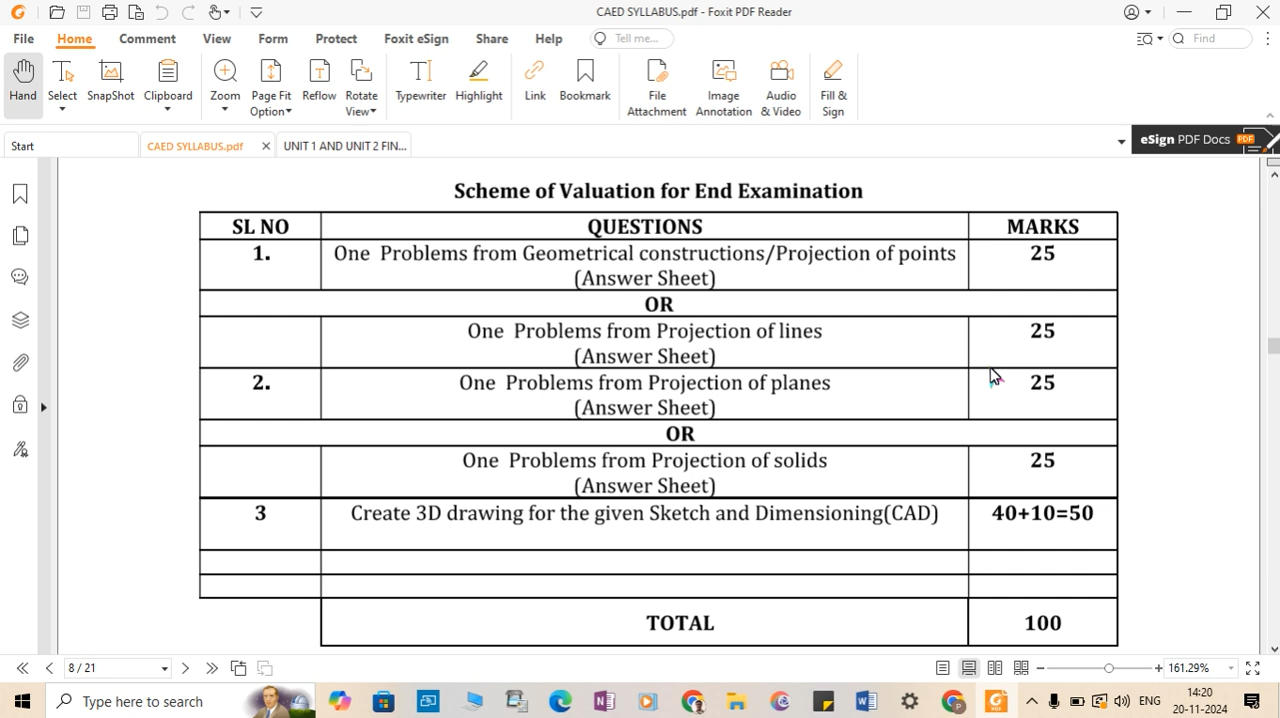 CAED SYLLABUS.pdf - Foxit PDF Reader
File Home Comment View Form Protect Foxit eSign Share Help Tell me... Find
Hand Select SnapShot Clipboard Zoom Page Fit Option Reflow Rotate View Typewriter Highlight Link Bookmark File Attachment Image Annotation Audio & Video Fill & Sign
Start CAED SYLLABUS.pdf UNIT 1 AND UNIT 2 FIN... eSign PDF Docs PDF
Scheme of Valuation for End Examination
SL NO QUESTIONS MARKS
1. One Problems from Geometrical constructions/Projection of points 25
(Answer Sheet)
OR
One Problems from Projection of lines 25
(Answer Sheet)
2. One Problems from Projection of planes 25
(Answer Sheet)
OR
One Problems from Projection of solids 25
(Answer Sheet)
3 Create 3D drawing for the given Sketch and Dimensioning(CAD) 40+10=50
TOTAL 100
8 / 21 161.29%
Type here to search ENG 14:20
20-11-2024